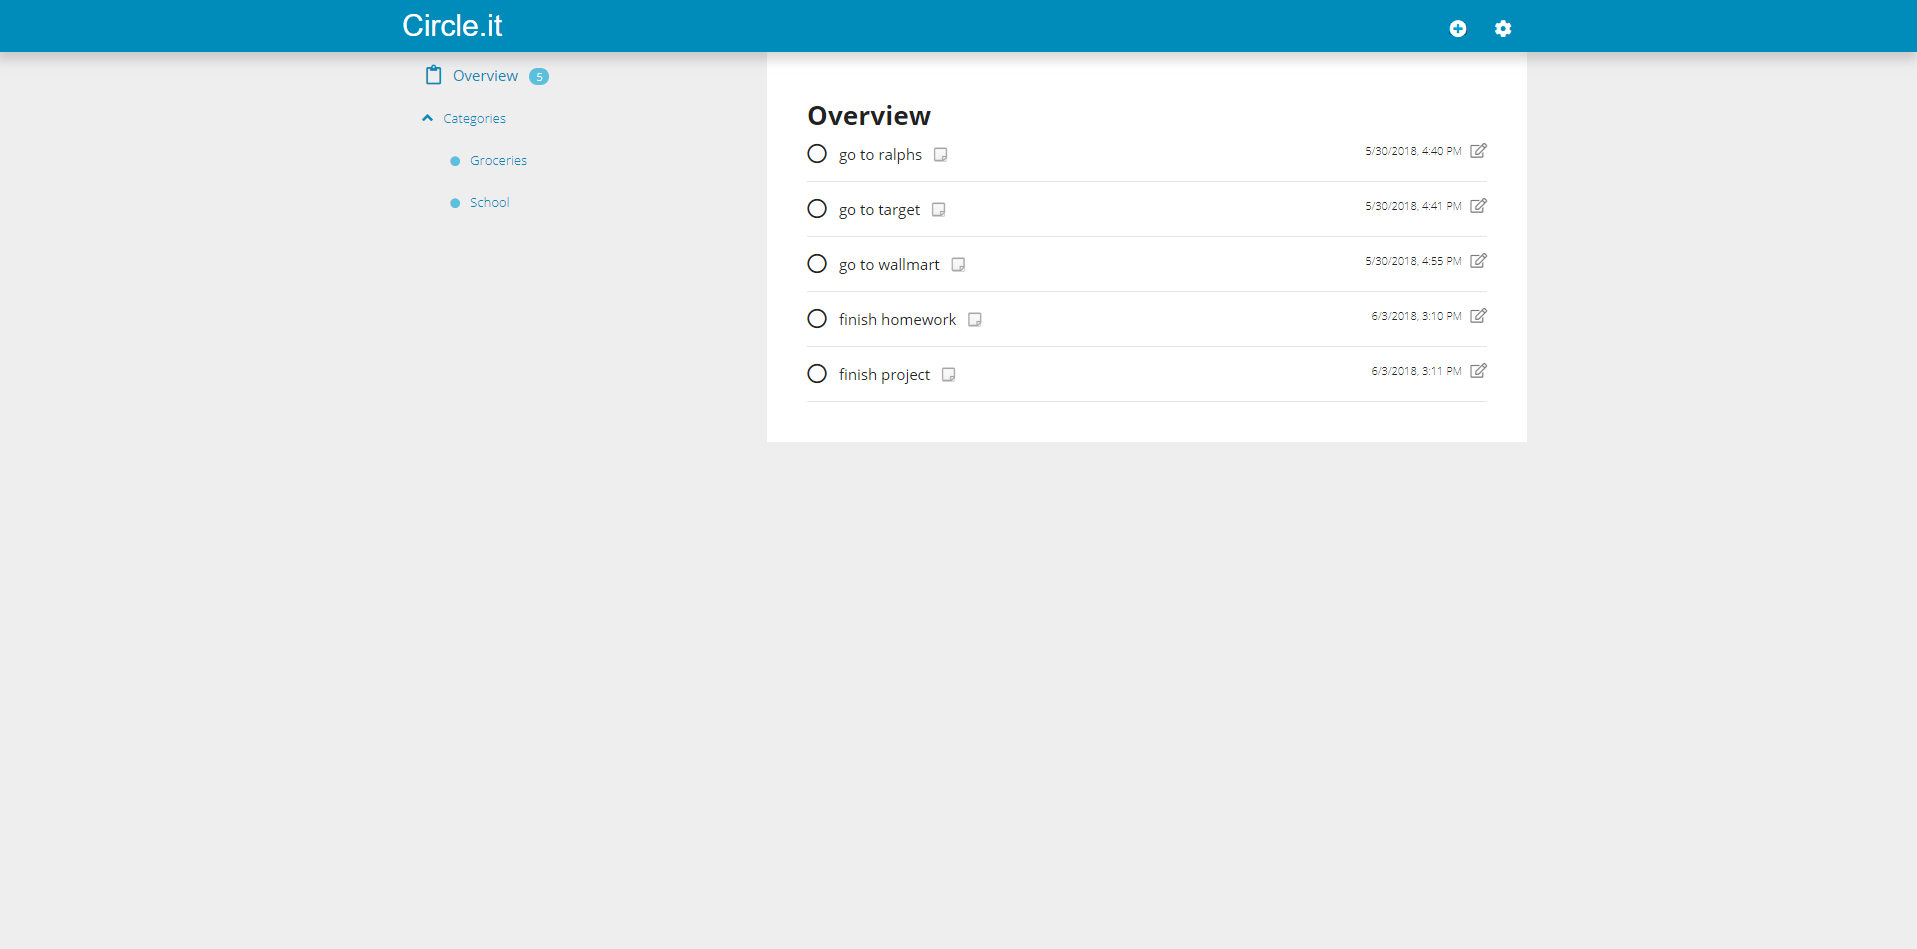 Circle.it
Overview 5
Categories
Groceries
School
Overview
go to ralphs 5/30/2018, 4:40 PM
go to target 5/30/2018, 4:41 PM
go to wallmart 5/30/2018, 4:55 PM
finish homework 6/3/2018, 3:10 PM
finish project 6/3/2018, 3:11 PM